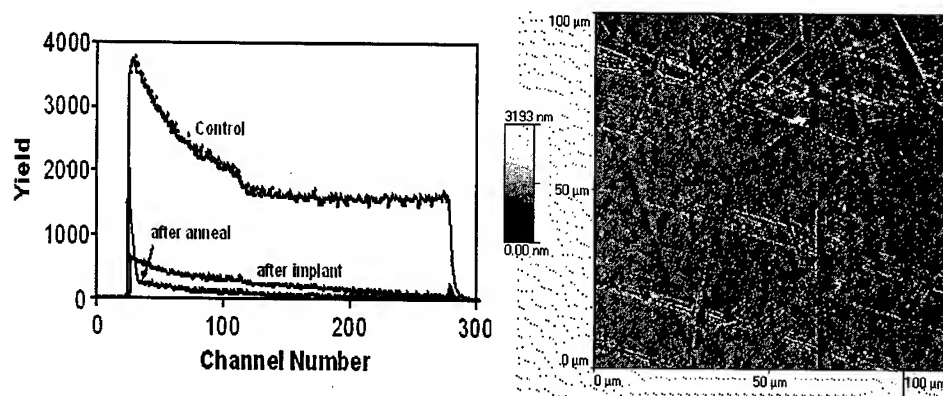 4000
3000
2000
1000
0
Yield
Control
after anneal
after implant
0
100
200
300
Channel Number
100 µm
3193 nm
50 µm
0.00 nm
0 µm
0 µm
50 µm
100 µm